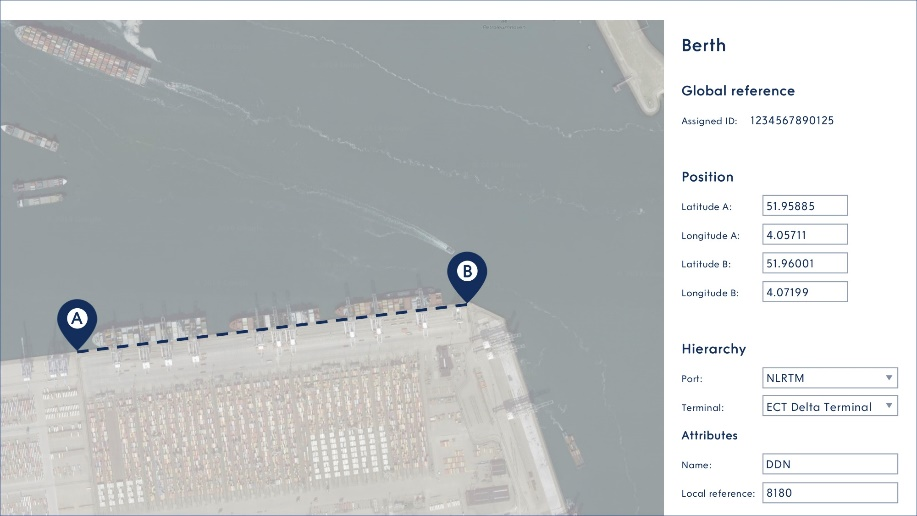 Berth
Global reference
Assigned ID: 1234567890125
Position
Latitude A: 51.95885
Longitude A: 4.05711
Latitude B: 51.96001
Longitude B: 4.07199
Hierarchy
Port: NLRTM
Terminal: ECT Delta Terminal
Attributes
Name: DDN
Local reference: 8180
B
A